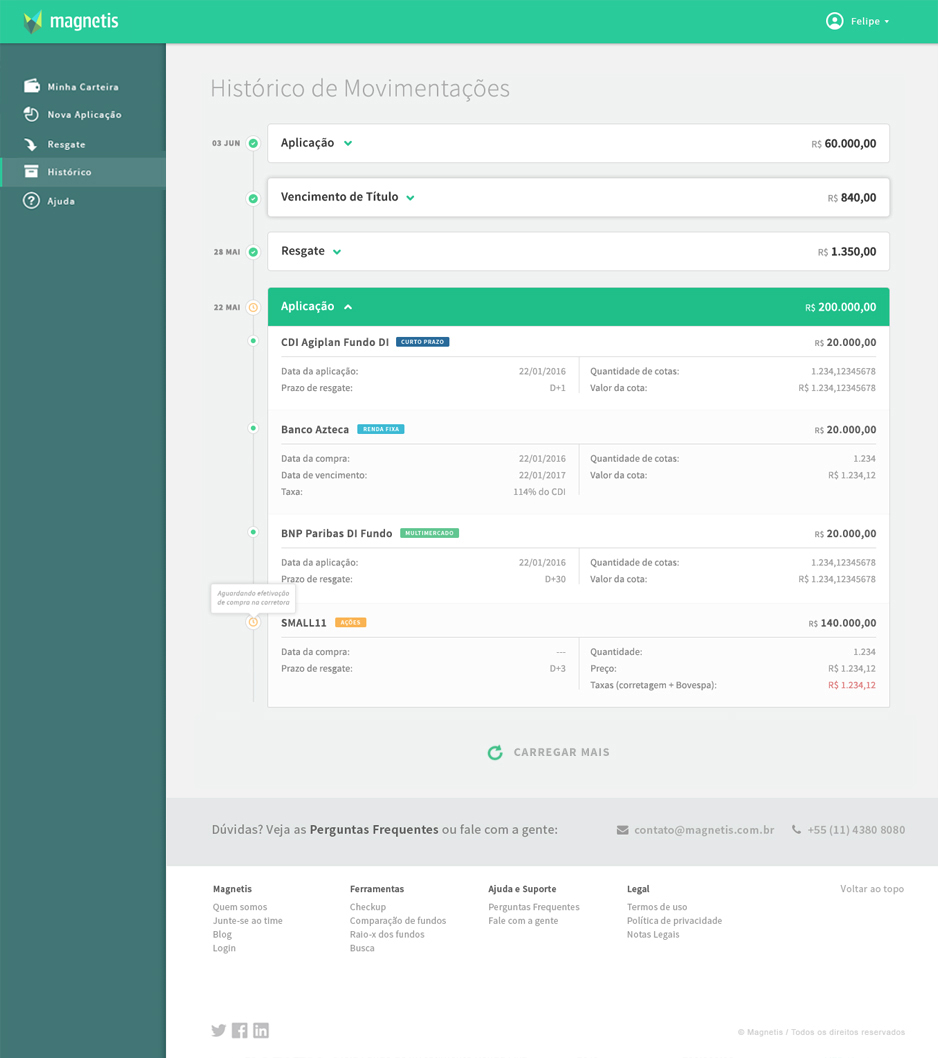 magnetis
Felipe
Minha Carteira
Nova Aplicação
Resgate
Histórico
Ajuda
Histórico de Movimentações
03 JUN
Aplicação
R$ 60.000,00
Vencimento de Título
R$ 840,00
28 MAI
Resgate
R$ 1.350,00
22 MAI
Aplicação
R$ 200.000,00
CDI Agiplan Fundo DI CURTO PRAZO R$ 20.000,00
Data da aplicação: 22/01/2016 Quantidade de cotas: 1.234,12345678
Prazo de resgate: D+1 Valor da cota: R$ 1.234,12345678
Banco Azteca RENDA FIXA R$ 20.000,00
Data da compra: 22/01/2016 Quantidade de cotas: 1.234
Data de vencimento: 22/01/2017 Valor da cota: R$ 1.234,12
Taxa: 114% do CDI
BNP Paribas DI Fundo MULTIMERCADO R$ 20.000,00
Data da aplicação: 22/01/2016 Quantidade de cotas: 1.234,12345678
Prazo de resgate: D+30 Valor da cota: R$ 1.234,12345678
Aguardando efetivação
de compra na corretora
SMALL11 AÇÕES R$ 140.000,00
Data da compra: --- Quantidade: 1.234
Prazo de resgate: D+3 Preço: R$ 1.234,12
Taxas (corretagem + Bovespa): R$ 1.234,12
CARREGAR MAIS
Dúvidas? Veja as Perguntas Frequentes ou fale com a gente: contato@magnetis.com.br +55 (11) 4380 8080
Magnetis Ferramentas Ajuda e Suporte Legal Voltar ao topo
Quem somos Checkup Perguntas Frequentes Termos de uso
Junte-se ao time Comparação de fundos Fale com a gente Política de privacidade
Blog Raio-x dos fundos Notas Legais
Login Busca
© Magnetis / Todos os direitos reservados